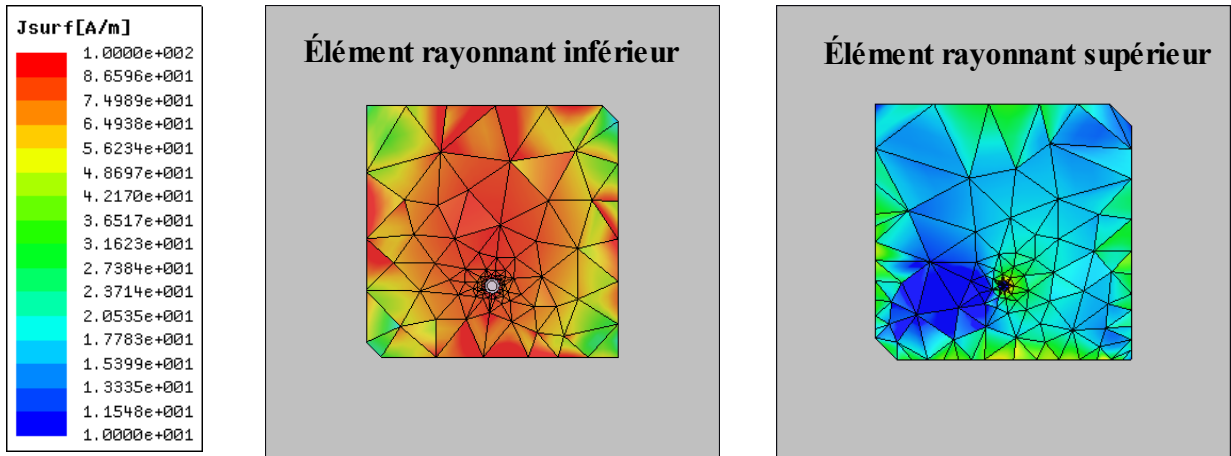 Jsurf[A/m]
1.0000e+002
8.6596e+001
7.4989e+001
6.4938e+001
5.6234e+001
4.8697e+001
4.2170e+001
3.6517e+001
3.1623e+001
2.7384e+001
2.3714e+001
2.0535e+001
1.7783e+001
1.5399e+001
1.3335e+001
1.1548e+001
1.0000e+001
Élément rayonnant inférieur
Élément rayonnant supérieur